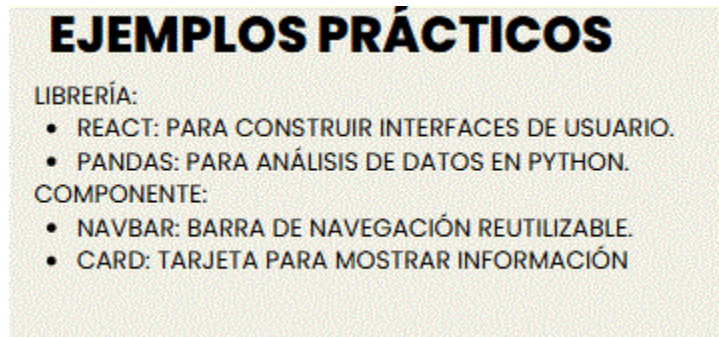 EJEMPLOS PRÁCTICOS
LIBRERÍA:
• REACT: PARA CONSTRUIR INTERFACES DE USUARIO.
• PANDAS: PARA ANÁLISIS DE DATOS EN PYTHON.
COMPONENTE:
• NAVBAR: BARRA DE NAVEGACIÓN REUTILIZABLE.
• CARD: TARJETA PARA MOSTRAR INFORMACIÓN